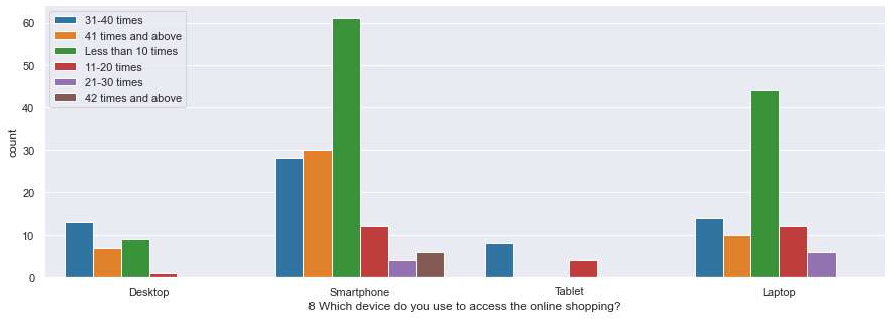 31-40 times
41 times and above
Less than 10 times
11-20 times
21-30 times
42 times and above
60
50
40
30
20
10
0
count
Desktop
Smartphone
Tablet
Laptop
8 Which device do you use to access the online shopping?